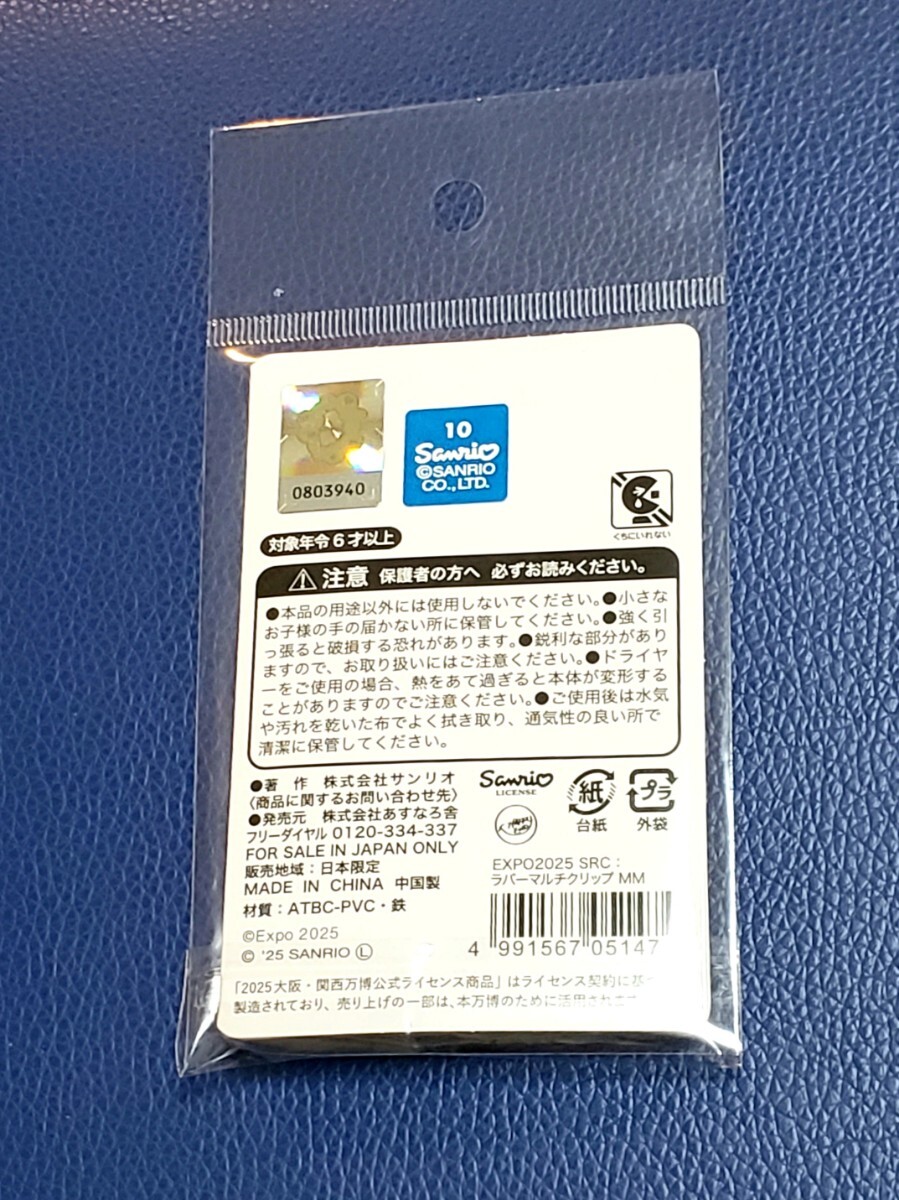 0803940
10
Sanrio
©SANRIO
CO.,LTD.
くちにいれない
対象年令6才以上
注意 保護者の方へ 必ずお読みください。
●本品の用途以外には使用しないでください。●小さな
お子様の手の届かない所に保管してください。●強く引
っ張ると破損する恐れがあります。●鋭利な部分があり
ますので、お取り扱いにはご注意ください。●ドライヤ
ーをご使用の場合、熱をあて過ぎると本体が変形する
ことがありますのでご注意ください。●ご使用後は水気
や汚れを乾いた布でよく拭き取り、通気性の良い所で
清潔に保管してください。
●著 作 株式会社サンリオ
〈商品に関するお問い合わせ先〉
●発売元 株式会社あすなろ舎
フリーダイヤル 0120-334-337
FOR SALE IN JAPAN ONLY
販売地域：日本限定
MADE IN CHINA 中国製
材質：ATBC-PVC・鉄
©Expo 2025
© '25 SANRIO Ⓛ
Sanrio
LICENSE
紙
台紙
プラ
外袋
EXPO2025 SRC：
ラバーマルチクリップ MM
4 991567 05147
「2025大阪・関西万博公式ライセンス商品」はライセンス契約に基
製造されており、売り上げの一部は、本万博のために活用されます